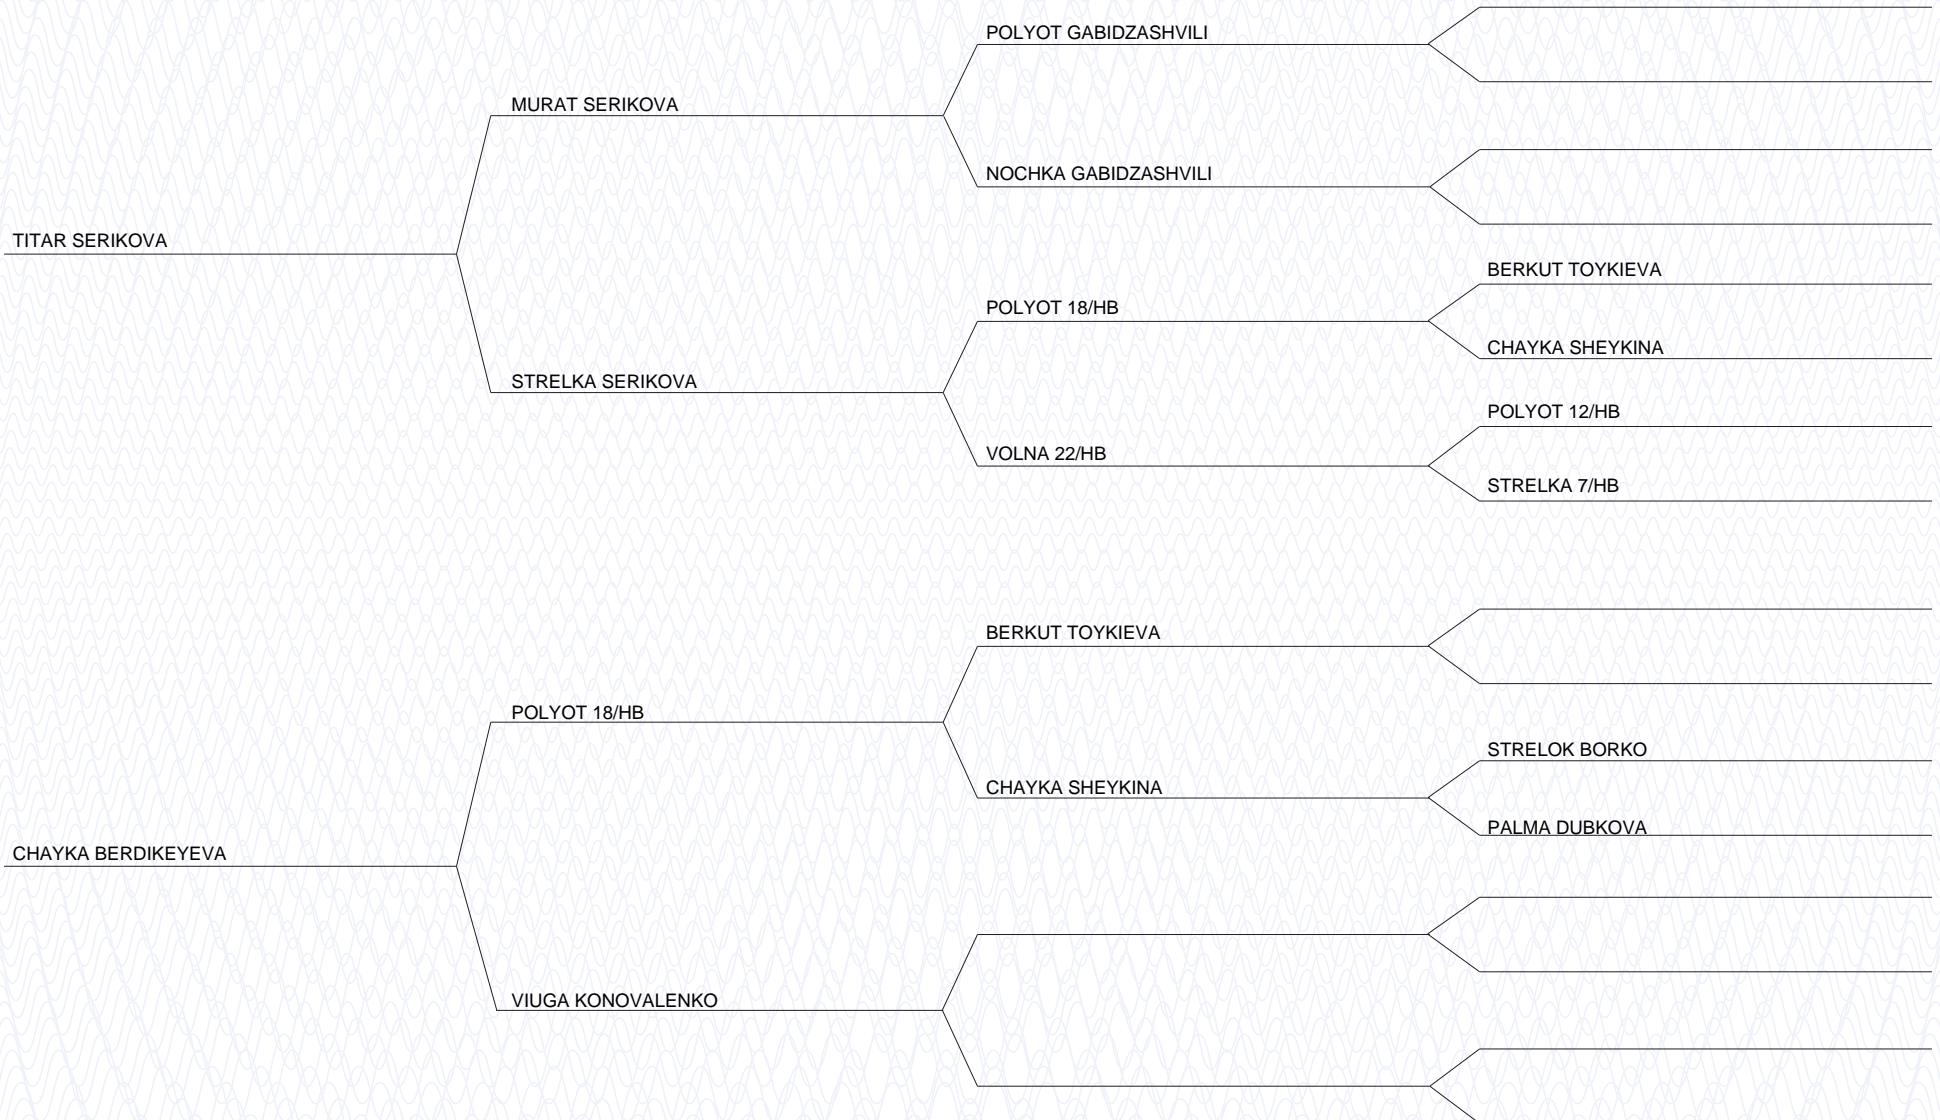 POLYOT GABIDZASHVILI
MURAT SERIKOVA
NOCHKA GABIDZASHVILI
TITAR SERIKOVA
BERKUT TOYKIEVA
POLYOT 18/HB
CHAYKA SHEYKINA
STRELKA SERIKOVA
POLYOT 12/HB
VOLNA 22/HB
STRELKA 7/HB
BERKUT TOYKIEVA
POLYOT 18/HB
STRELOK BORKO
CHAYKA SHEYKINA
PALMA DUBKOVA
CHAYKA BERDIKEYEVA
VIUGA KONOVALENKO